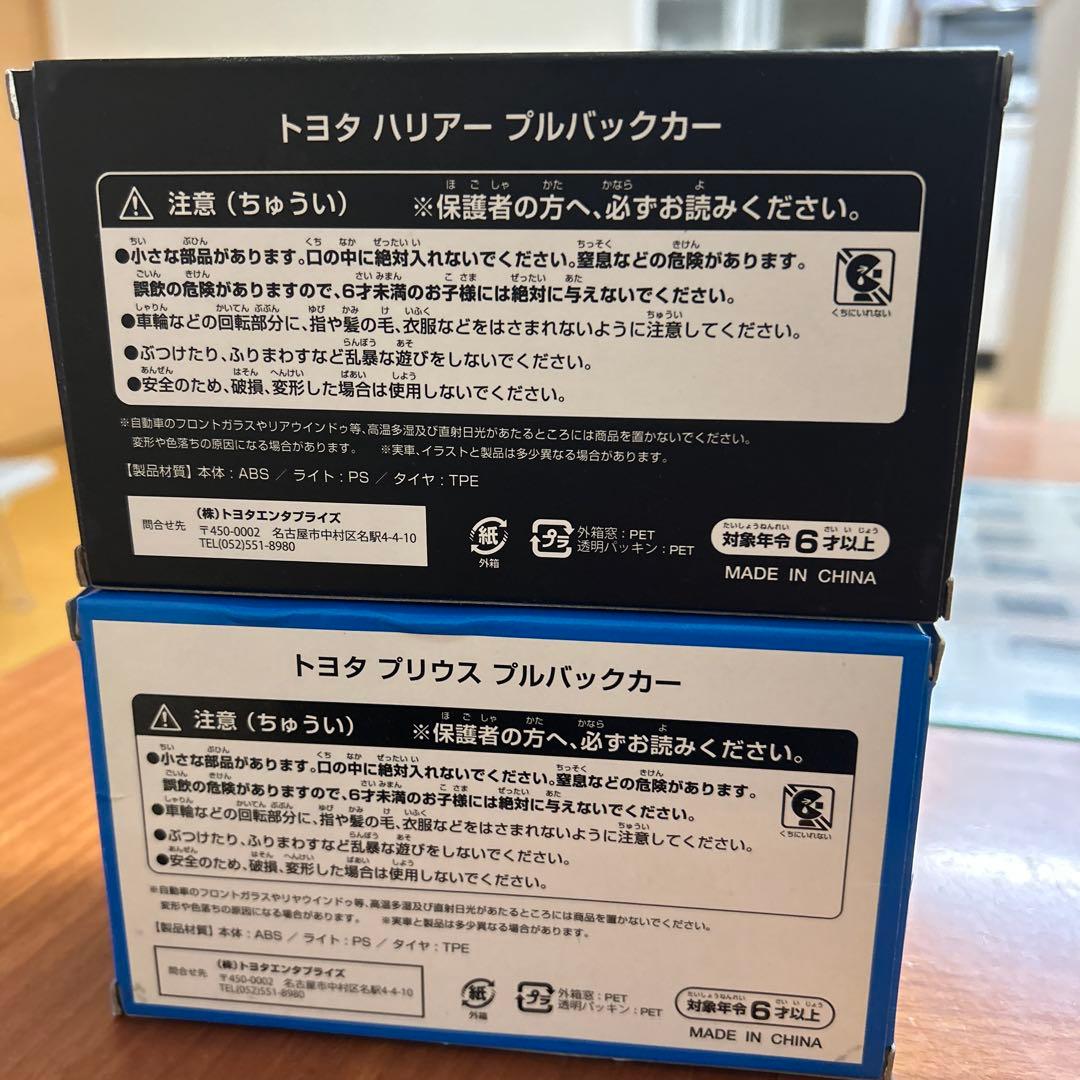 トヨタ ハリアー プルバックカー
注意（ちゅうい） ※保護者の方へ、必ずお読みください。
●小さな部品があります。口の中に絶対入れないでください。窒息などの危険があります。
誤飲の危険がありますので、6才未満のお子様には絶対に与えないでください。
●車輪などの回転部分に、指や髪の毛、衣服などをはさまれないように注意してください。
●ぶつけたり、ふりまわすなど乱暴な遊びをしないでください。
●安全のため、破損、変形した場合は使用しないでください。
くちにいれない
※自動車のフロントガラスやリアウインドゥ等、高温多湿及び直射日光があたるところには商品を置かないでください。
変形や色落ちの原因になる場合があります。 ※実車、イラストと製品は多少異なる場合があります。
【製品材質】本体：ABS ／ ライト：PS ／ タイヤ：TPE
問合せ先
（株）トヨタエンタプライズ
〒450-0002 名古屋市中村区名駅4-4-10
TEL(052)551-8980
紙
外箱
プラ
外箱窓：PET
透明パッキン：PET
たいしょうねんれい さい い じょう
対象年令6才以上
MADE IN CHINA
トヨタ プリウス プルバックカー
注意（ちゅうい） ※保護者の方へ、必ずお読みください。
●小さな部品があります。口の中に絶対入れないでください。窒息などの危険があります。
誤飲の危険がありますので、6才未満のお子様には絶対に与えないでください。
●車輪などの回転部分に、指や髪の毛、衣服などをはさまれないように注意してください。
●ぶつけたり、ふりまわすなど乱暴な遊びをしないでください。
●安全のため、破損、変形した場合は使用しないでください。
くちにいれない
※自動車のフロントガラスやリヤウインドゥ等、高温多湿及び直射日光があたるところには商品を置かないでください。
変形や色落ちの原因になる場合があります。 ※実車と製品は多少異なる場合があります。
【製品材質】本体：ABS ／ ライト：PS ／ タイヤ：TPE
問合せ先
（株）トヨタエンタプライズ
〒450-0002 名古屋市中村区名駅4-4-10
TEL(052)551-8980
紙
外箱
プラ
外箱窓：PET
透明パッキン：PET
たいしょうねんれい さい い じょう
対象年令6才以上
MADE IN CHINA